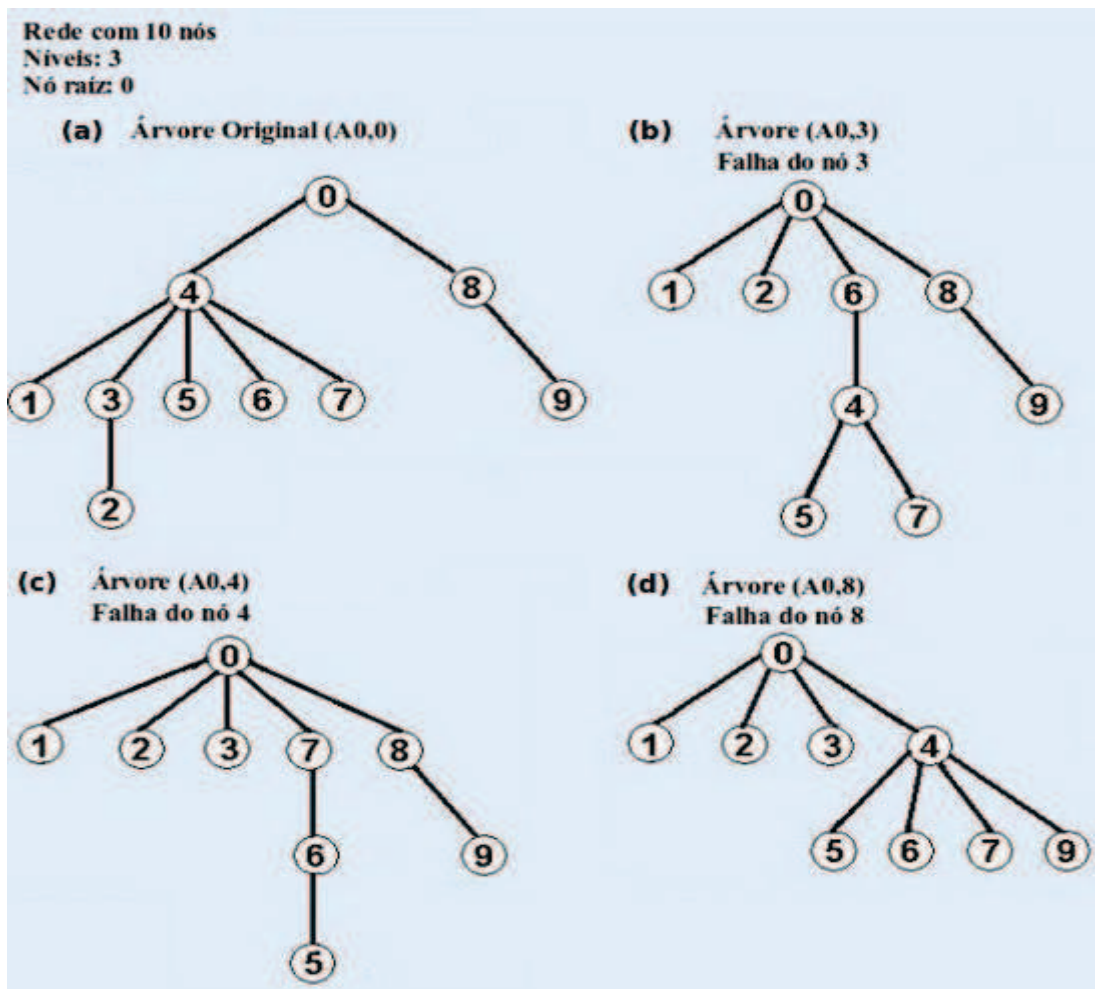 Rede com 10 nós
Níveis: 3
Nó raíz: 0
(a) Árvore Original (A0,0)
0
4 8
1 3 5 6 7 9
2
(b) Árvore (A0,3)
Falha do nó 3
0
1 2 6 8
4 9
5 7
(c) Árvore (A0,4)
Falha do nó 4
0
1 2 3 7 8
6 9
5
(d) Árvore (A0,8)
Falha do nó 8
0
1 2 3 4
5 6 7 9